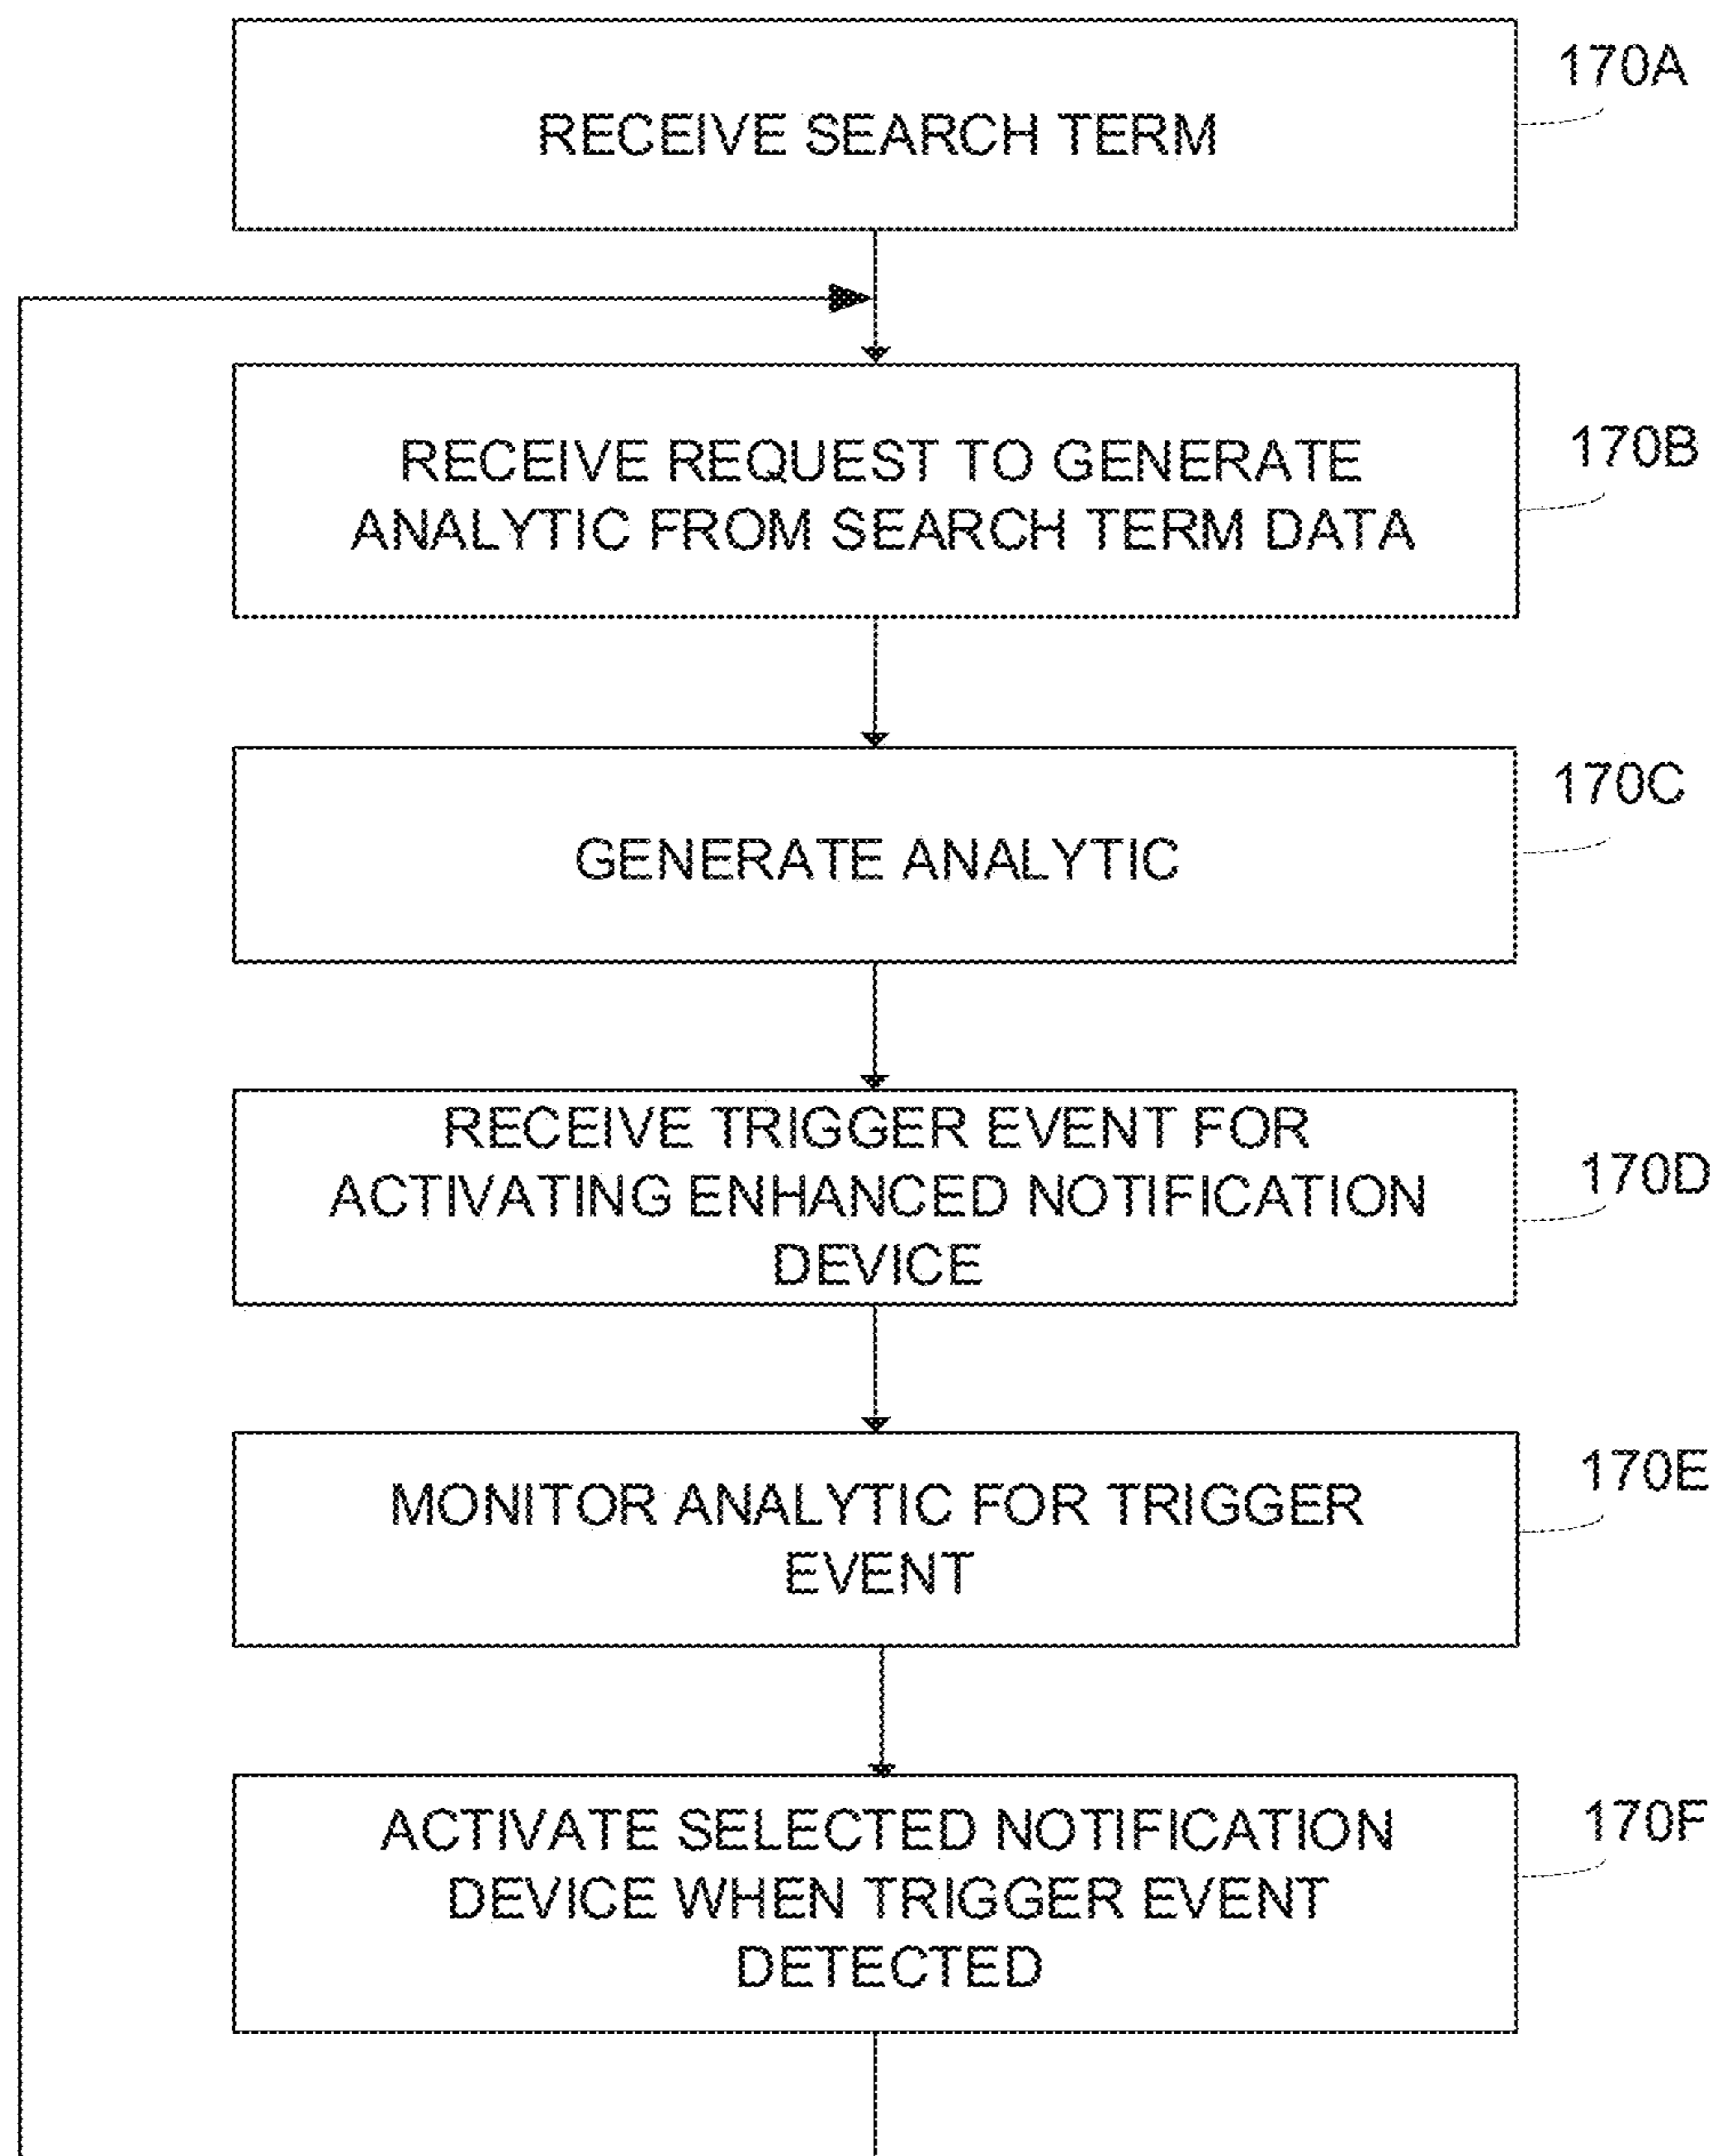 RECEIVE SEARCH TERM
170A
RECEIVE REQUEST TO GENERATE
ANALYTIC FROM SEARCH TERM DATA
170B
GENERATE ANALYTIC
170C
RECEIVE TRIGGER EVENT FOR
ACTIVATING ENHANCED NOTIFICATION
DEVICE
170D
MONITOR ANALYTIC FOR TRIGGER
EVENT
170E
ACTIVATE SELECTED NOTIFICATION
DEVICE WHEN TRIGGER EVENT
DETECTED
170F